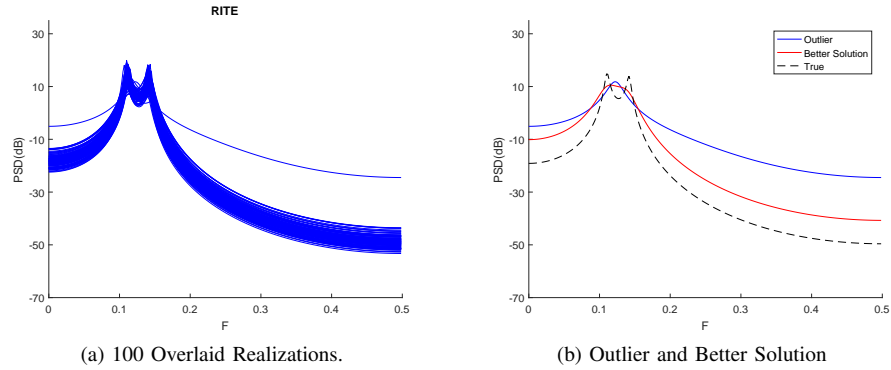 RITE
30
10
-10
-30
-50
-70
PSD(dB)
0
0.1
0.2
0.3
0.4
0.5
F
(a) 100 Overlaid Realizations.
Outlier
Better Solution
True
30
10
-10
-30
-50
-70
PSD(dB)
0
0.1
0.2
0.3
0.4
0.5
F
(b) Outlier and Better Solution